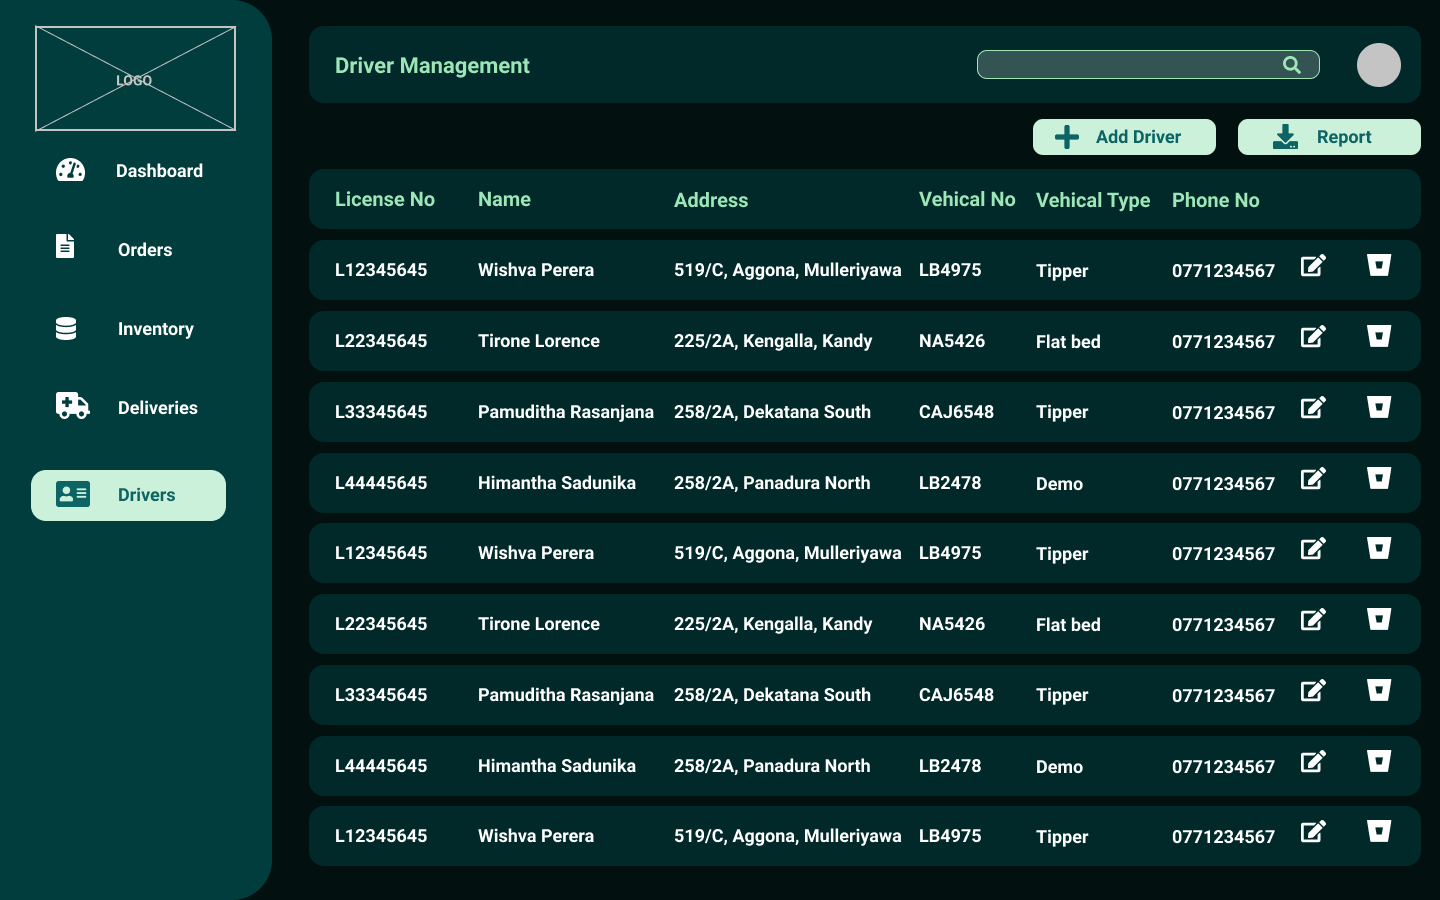 LOGO
Dashboard
Orders
Inventory
Deliveries
Drivers
Driver Management
Add Driver Report
License No Name Address Vehical No Vehical Type Phone No
L12345645 Wishva Perera 519/C, Aggona, Mulleriyawa LB4975 Tipper 0771234567
L22345645 Tirone Lorence 225/2A, Kengalla, Kandy NA5426 Flat bed 0771234567
L33345645 Pamuditha Rasanjana 258/2A, Dekatana South CAJ6548 Tipper 0771234567
L44445645 Himantha Sadunika 258/2A, Panadura North LB2478 Demo 0771234567
L12345645 Wishva Perera 519/C, Aggona, Mulleriyawa LB4975 Tipper 0771234567
L22345645 Tirone Lorence 225/2A, Kengalla, Kandy NA5426 Flat bed 0771234567
L33345645 Pamuditha Rasanjana 258/2A, Dekatana South CAJ6548 Tipper 0771234567
L44445645 Himantha Sadunika 258/2A, Panadura North LB2478 Demo 0771234567
L12345645 Wishva Perera 519/C, Aggona, Mulleriyawa LB4975 Tipper 0771234567